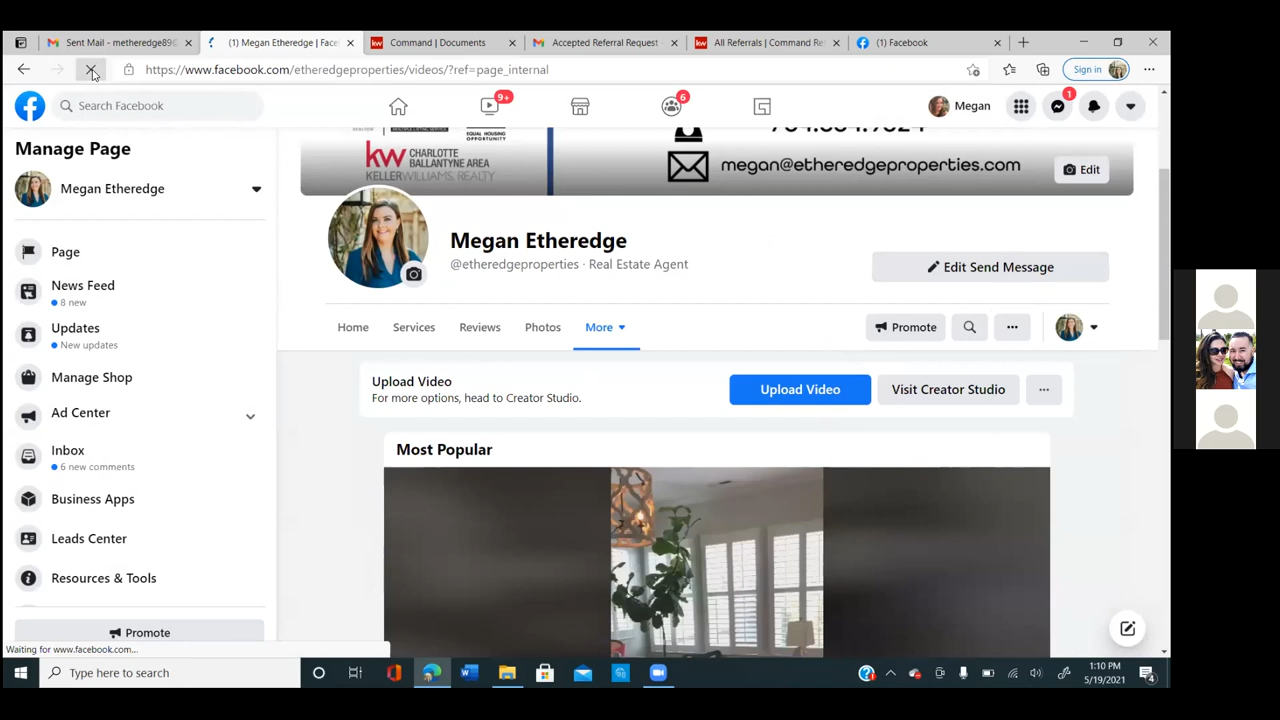 Sent Mail - metheredge89@
(1) Megan Etheredge | Face
Command | Documents
Accepted Referral Request -
All Referrals | Command Re
(1) Facebook
https://www.facebook.com/etheredgeproperties/videos/?ref=page_internal
Sign in
Search Facebook
9+
6
Megan
1
Manage Page
Megan Etheredge
Page
News Feed
8 new
Updates
New updates
Manage Shop
Ad Center
Inbox
6 new comments
Business Apps
Leads Center
Resources & Tools
Promote
Waiting for www.facebook.com...
EQUAL HOUSING
OPPORTUNITY
kw CHARLOTTE
BALLANTYNE AREA
KELLERWILLIAMS. REALTY
megan@etheredgeproperties.com
Edit
Megan Etheredge
@etheredgeproperties · Real Estate Agent
Edit Send Message
Home
Services
Reviews
Photos
More
Promote
Upload Video
For more options, head to Creator Studio.
Upload Video
Visit Creator Studio
Most Popular
Type here to search
1:10 PM
5/19/2021
4